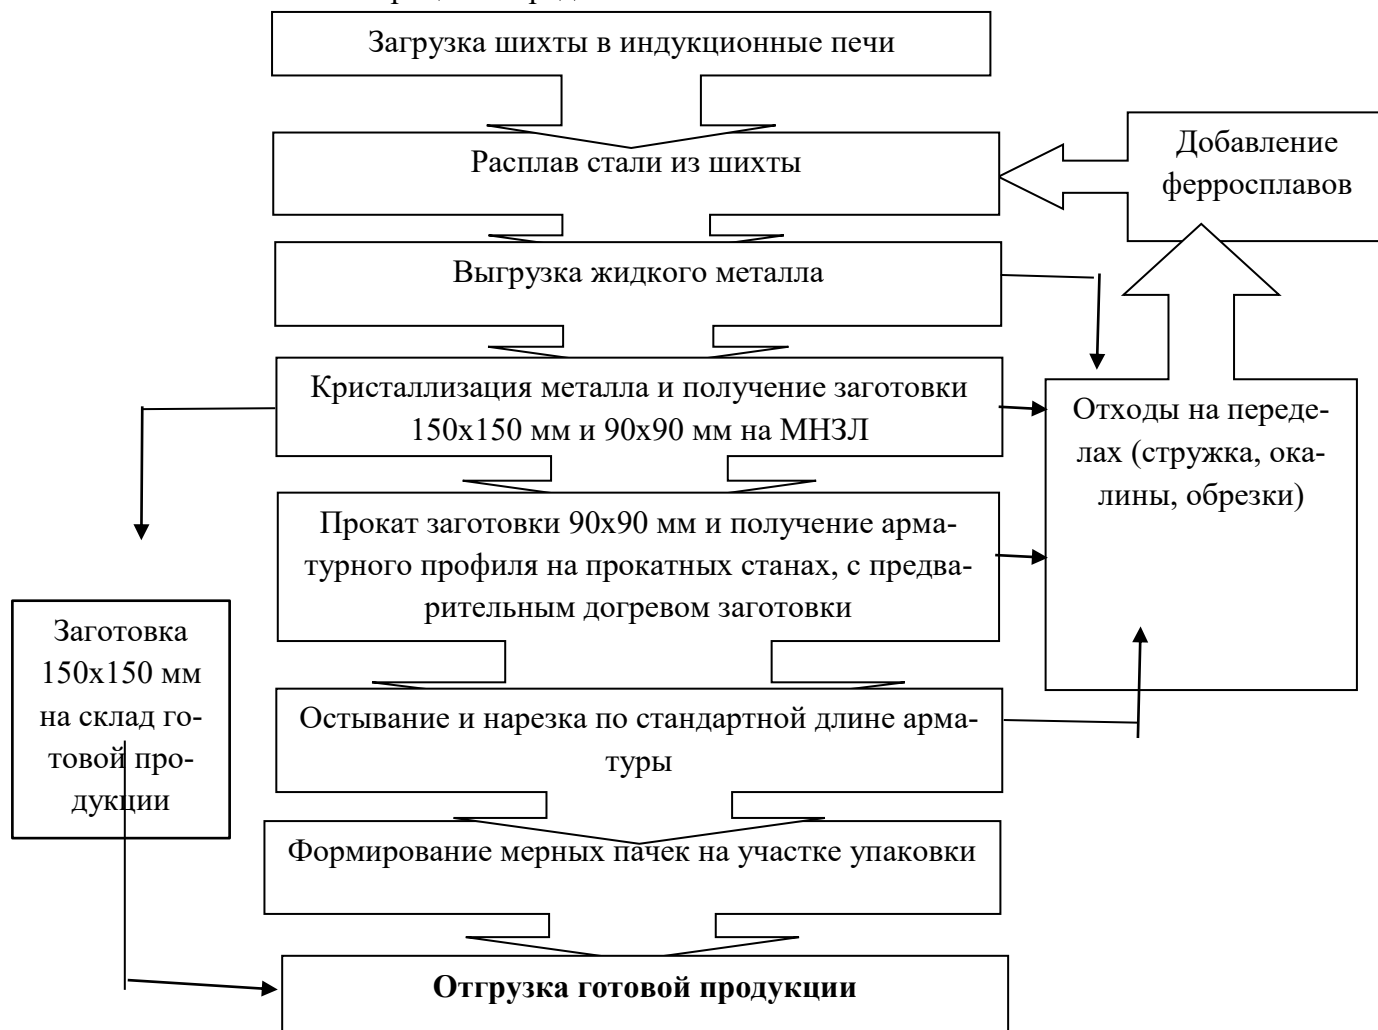 Загрузка шихты в индукционные печи
Расплав стали из шихты
Добавление
ферросплавов
Выгрузка жидкого металла
Кристаллизация металла и получение заготовки
150х150 мм и 90х90 мм на МНЗЛ
Отходы на переде-
лах (стружка, ока-
лины, обрезки)
Прокат заготовки 90х90 мм и получение арма-
турного профиля на прокатных станах, с предва-
рительным догревом заготовки
Заготовка
150х150 мм
на склад го-
товой про-
дукции
Остывание и нарезка по стандартной длине арма-
туры
Формирование мерных пачек на участке упаковки
Отгрузка готовой продукции